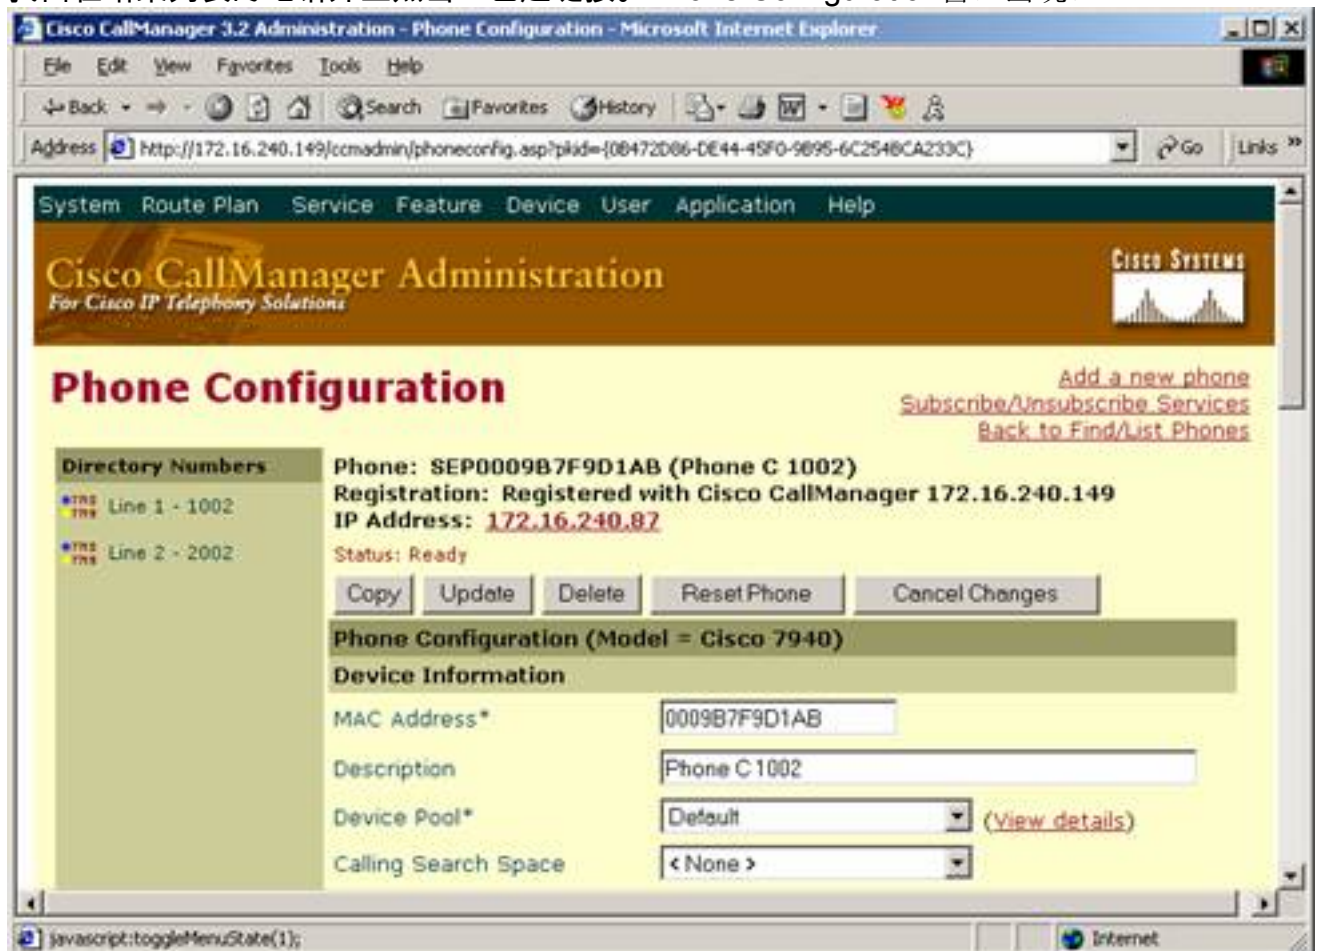 Cisco CallManager 3.2 Administration - Phone Configuration - Microsoft Internet Explorer
File Edit View Favorites Tools Help
Back Search Favorites History
Address http://172.16.240.149/ccmadmin/phoneconfig.asp?pkid={0B472D86-DE44-45F0-9B95-6C254BCA233C} Go Links »
System Route Plan Service Feature Device User Application Help
Cisco CallManager Administration
For Cisco IP Telephony Solutions
CISCO SYSTEMS
Phone Configuration
Add a new phone
Subscribe/Unsubscribe Services
Back to Find/List Phones
Directory Numbers
Line 1 - 1002
Line 2 - 2002
Phone: SEP0009B7F9D1AB (Phone C 1002)
Registration: Registered with Cisco CallManager 172.16.240.149
IP Address: 172.16.240.87
Status: Ready
Copy Update Delete Reset Phone Cancel Changes
Phone Configuration (Model = Cisco 7940)
Device Information
MAC Address* 0009B7F9D1AB
Description Phone C 1002
Device Pool* Default (View details)
Calling Search Space < None >
javascript:toggleMenuState(1); Internet